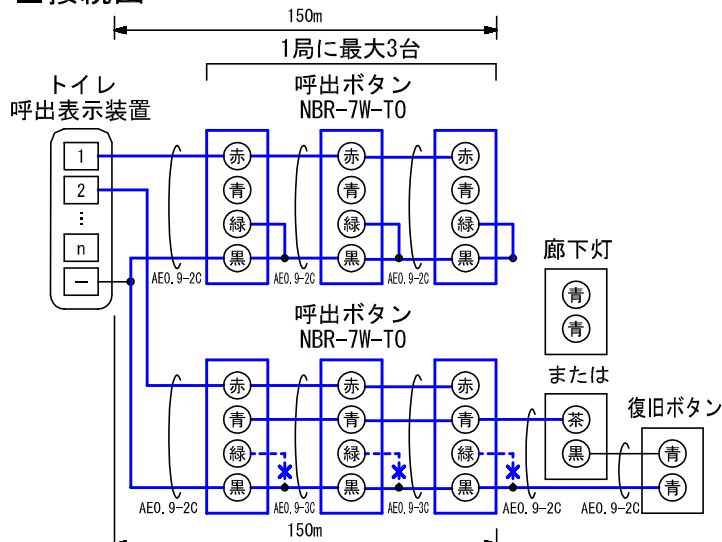 ■接続図
150m
1局に最大3台
トイレ
呼出表示装置
呼出ボタン
NBR-7W-TO
1
2
⋮
n
−
赤
青
緑
黒
赤
青
緑
黒
赤
青
緑
黒
AE0.9-2C
AE0.9-2C
AE0.9-2C
廊下灯
青
青
または
茶
黒
復旧ボタン
青
青
呼出ボタン
NBR-7W-TO
赤
青
緑
黒
赤
青
緑
黒
赤
青
緑
黒
AE0.9-2C
AE0.9-3C
AE0.9-3C
AE0.9-2C
AE0.9-2C
150m